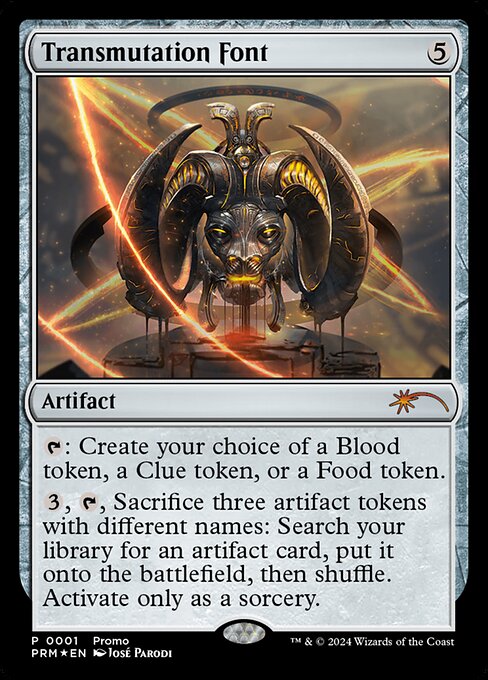 Transmutation Font 5
Artifact
T: Create your choice of a Blood
token, a Clue token, or a Food token.
3, T, Sacrifice three artifact tokens
with different names: Search your
library for an artifact card, put it
onto the battlefield, then shuffle.
Activate only as a sorcery.
P 0001 Promo
PRM★EN José Parodi
™ & © 2024 Wizards of the Coast